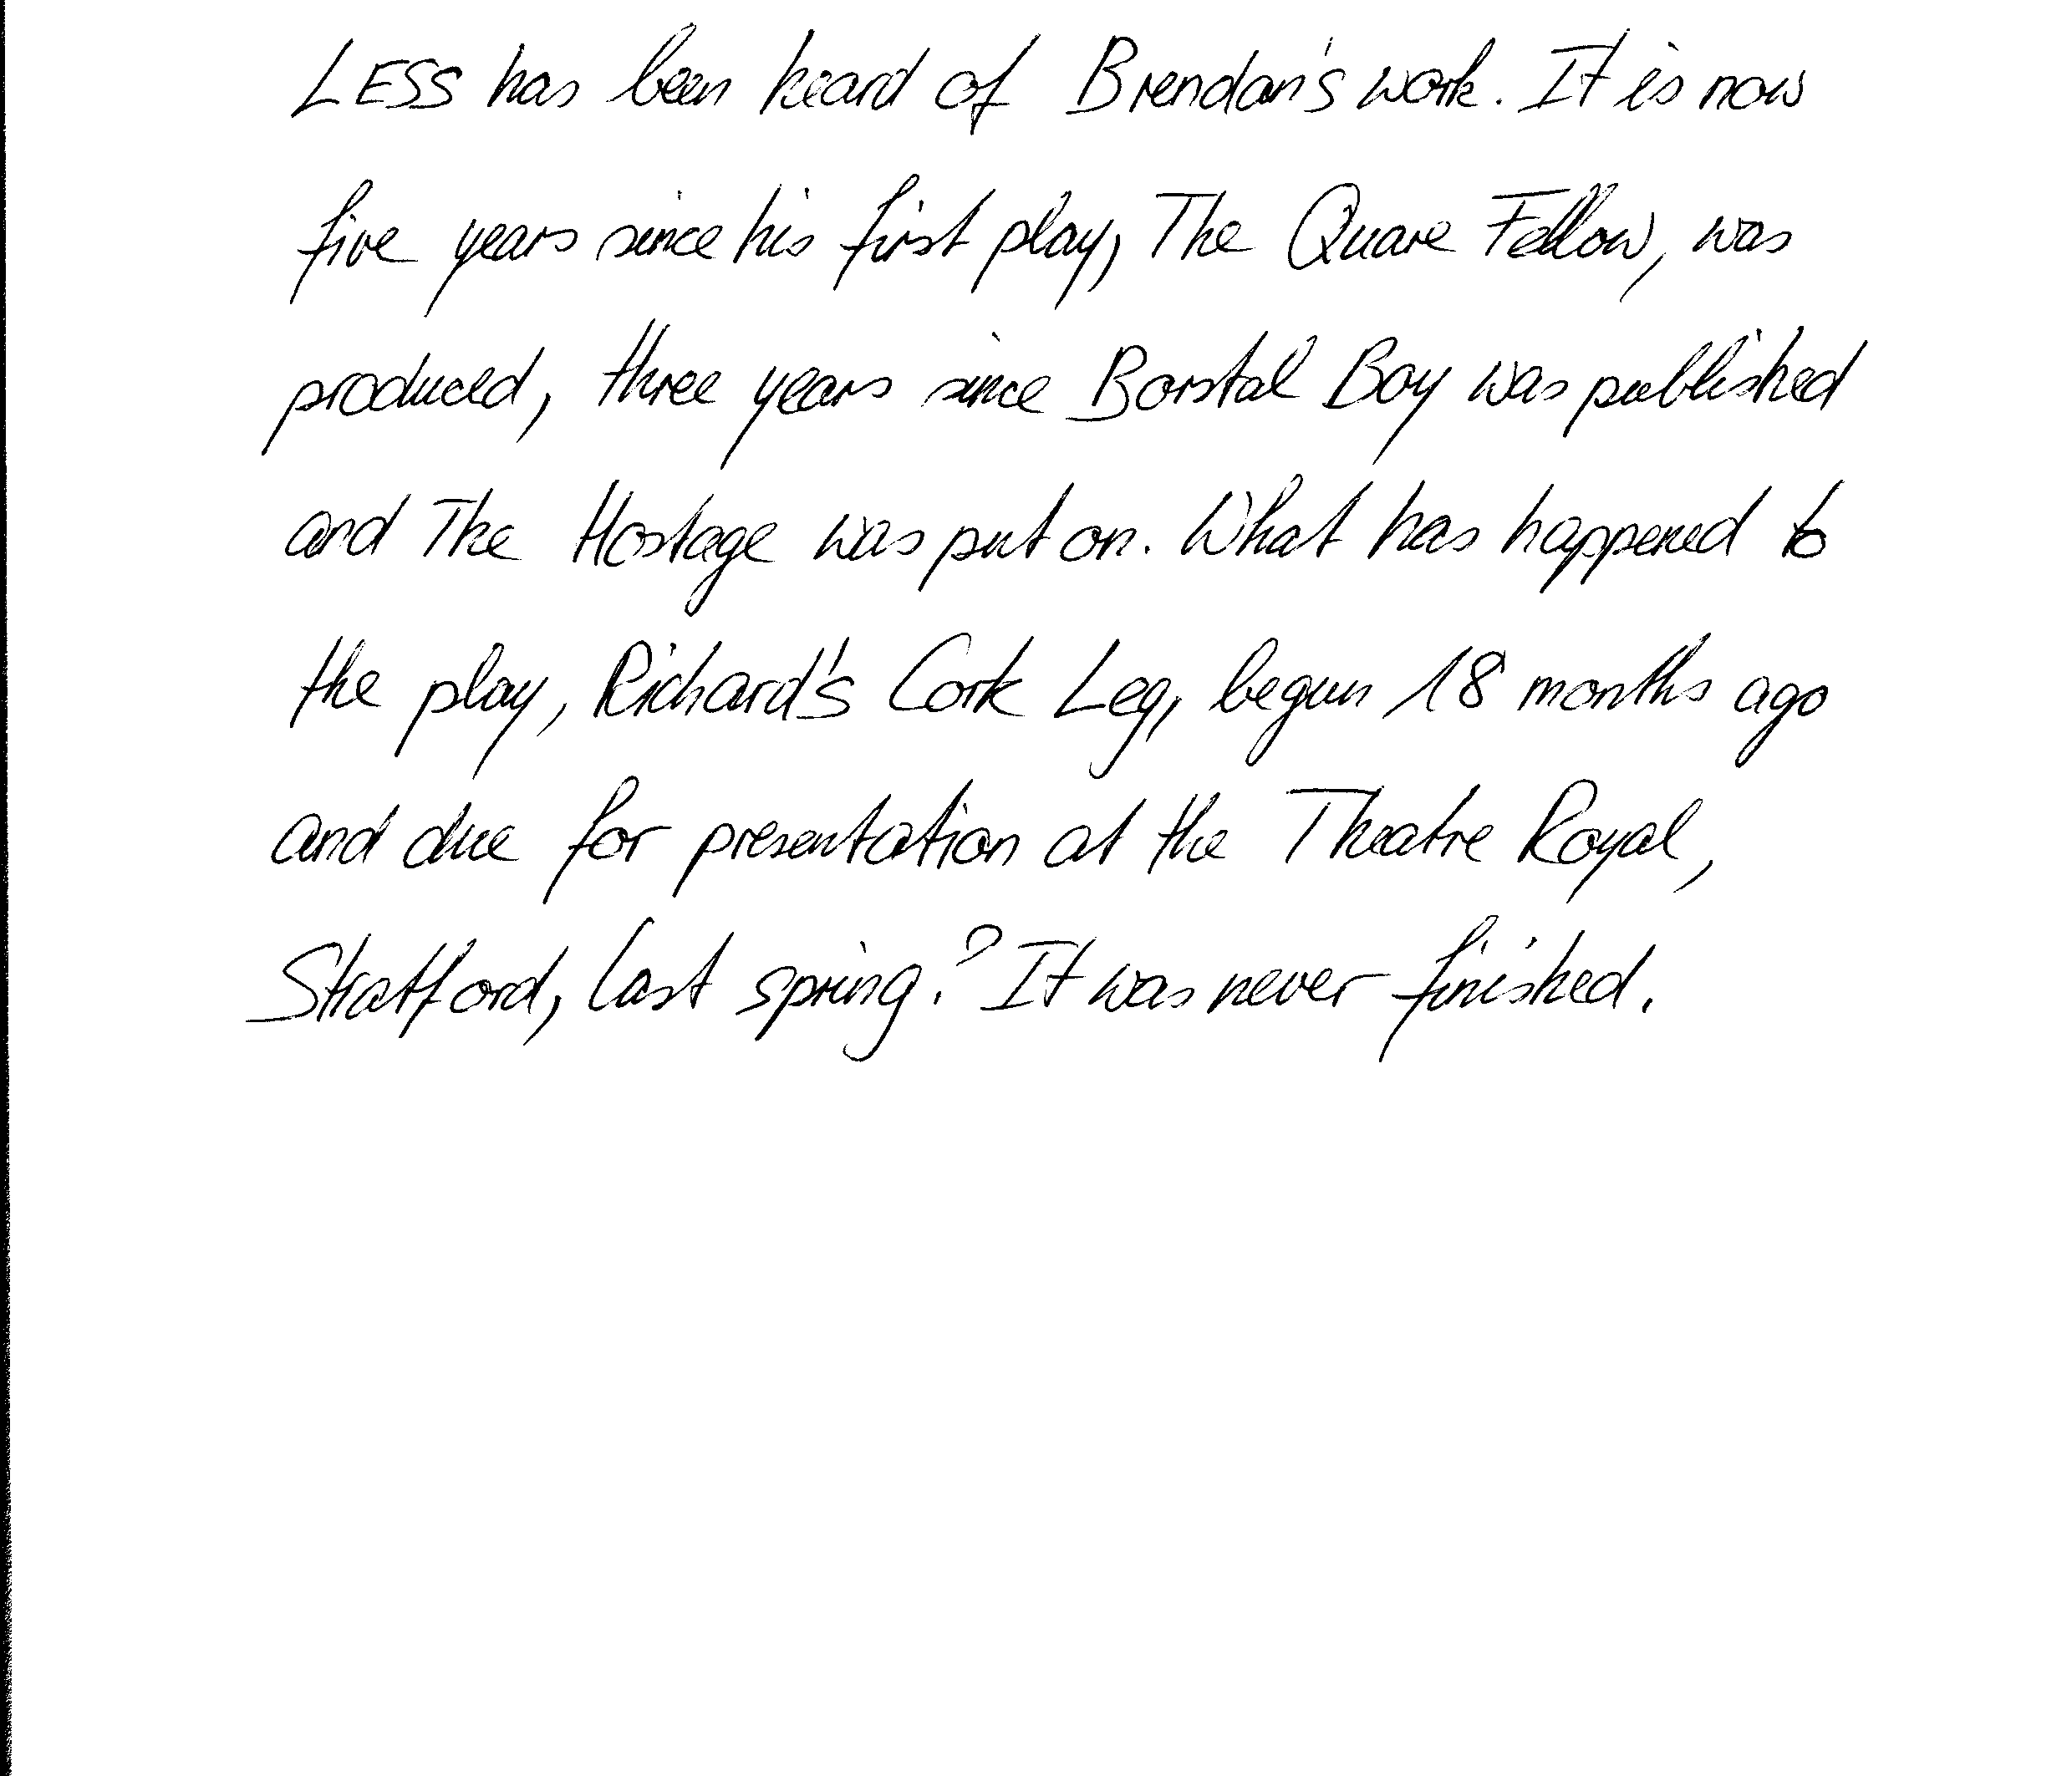 LESS has been heard of Brendan's work. It is now
five years since his first play, The Quare Fellow, was
produced, three years since Borstal Boy was published
and The Hostage was put on. What has happened to
the play, Richard's Cork Leg, begun 18 months ago
and due for presentation at the Theatre Royal,
Stratford, last spring? It was never finished.